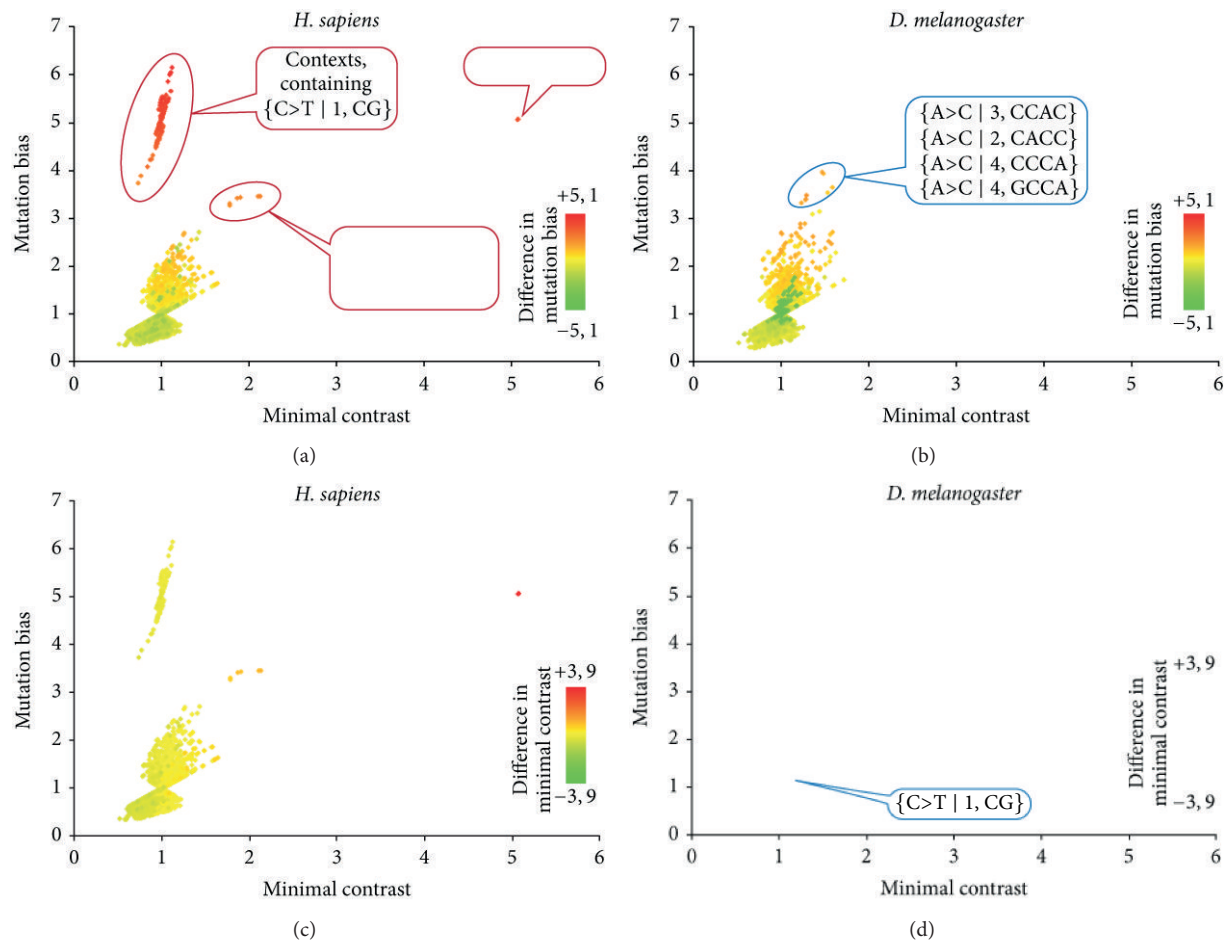 H. sapiens
7
6
5
4
3
2
1
0
Mutation bias
Contexts,
containing
{C>T | 1, CG}
Difference in
mutation bias
+5, 1
−5, 1
0 1 2 3 4 5 6
Minimal contrast
(a)
D. melanogaster
7
6
5
4
3
2
1
0
Mutation bias
{A>C | 3, CCAC}
{A>C | 2, CACC}
{A>C | 4, CCCA}
{A>C | 4, GCCA}
Difference in
mutation bias
+5, 1
−5, 1
0 1 2 3 4 5 6
Minimal contrast
(b)
H. sapiens
7
6
5
4
3
2
1
0
Mutation bias
Difference in
minimal contrast
+3, 9
−3, 9
0 1 2 3 4 5 6
Minimal contrast
(c)
D. melanogaster
7
6
5
4
3
2
1
0
Mutation bias
{C>T | 1, CG}
Difference in
minimal contrast
+3, 9
−3, 9
0 1 2 3 4 5 6
Minimal contrast
(d)